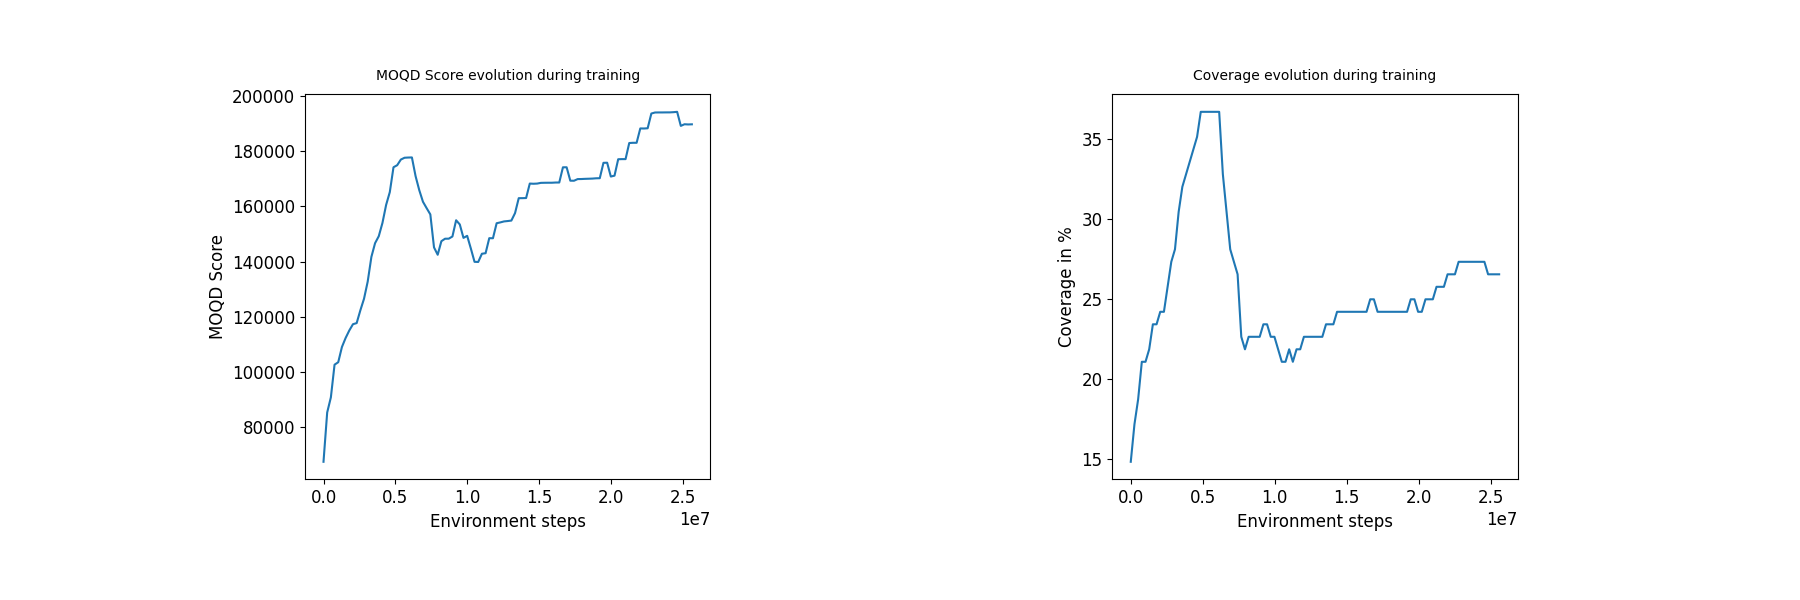 MOQD Score evolution during training
MOQD Score
200000
180000
160000
140000
120000
100000
80000
0.0 0.5 1.0 1.5 2.0 2.5
1e7
Environment steps
Coverage evolution during training
Coverage in %
35
30
25
20
15
0.0 0.5 1.0 1.5 2.0 2.5
1e7
Environment steps